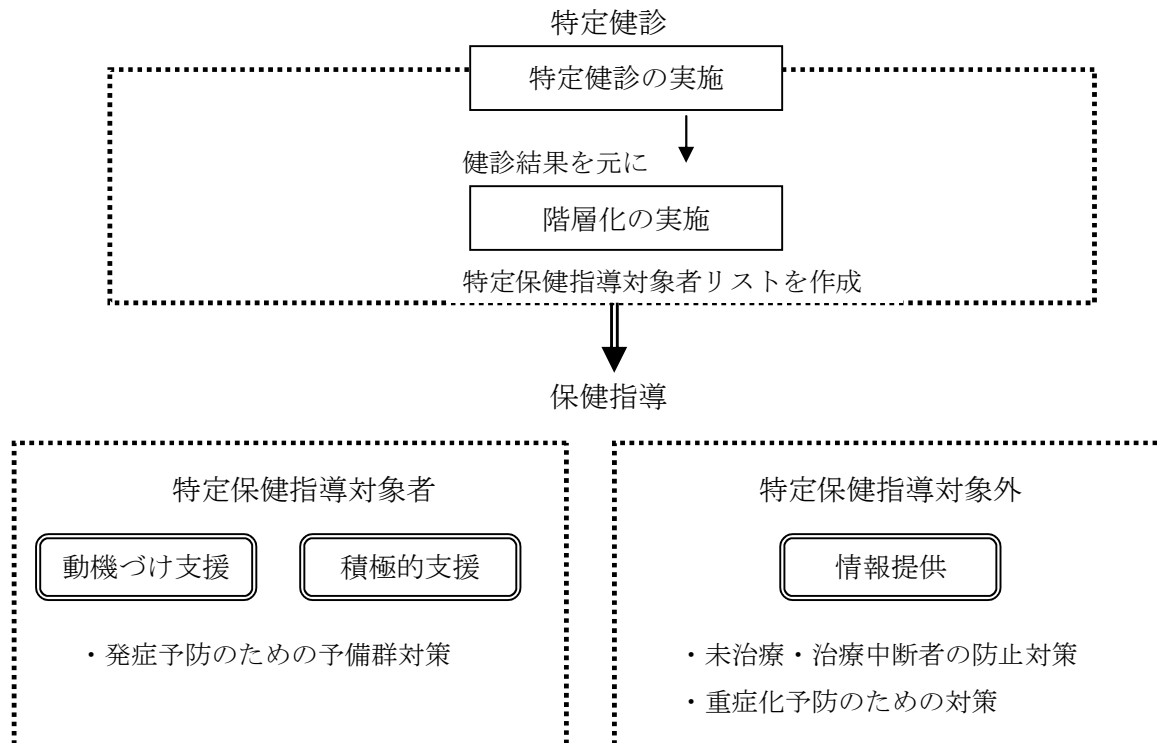 特定健診
特定健診の実施
健診結果を元に
階層化の実施
特定保健指導対象者リストを作成
保健指導
特定保健指導対象者
動機づけ支援
積極的支援
・発症予防のための予備群対策
特定保健指導対象外
情報提供
・未治療・治療中断者の防止対策
・重症化予防のための対策